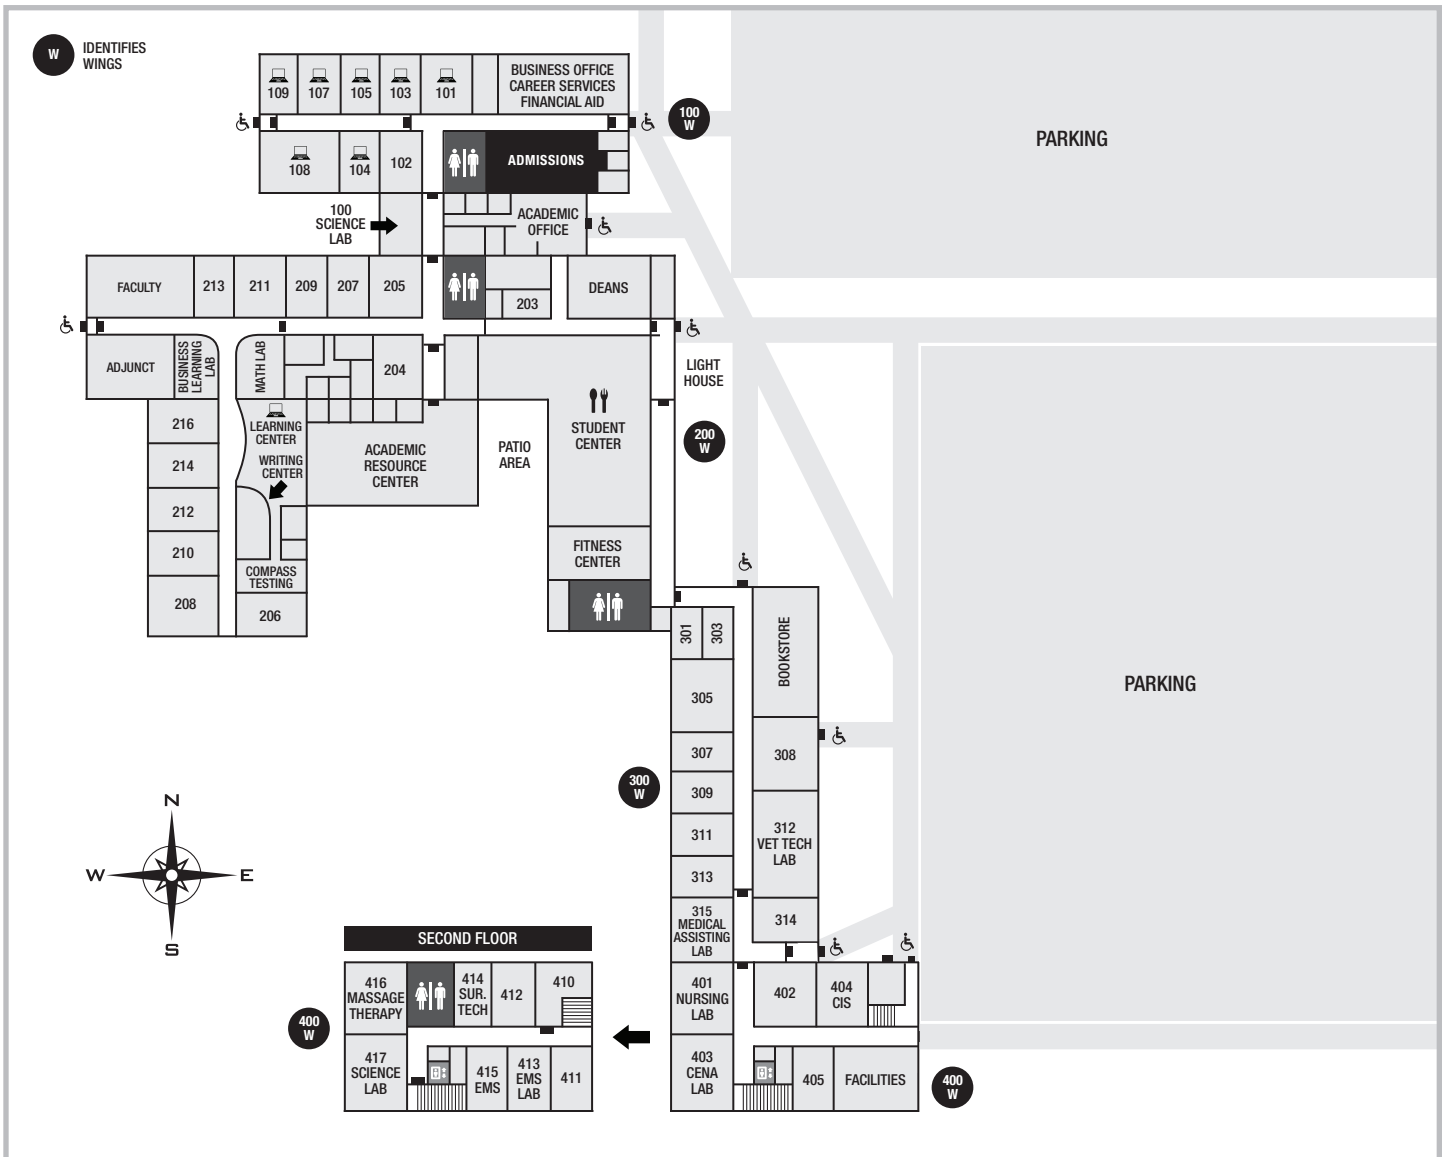 W
IDENTIFIES
WINGS
109
107
105
103
101
BUSINESS OFFICE
CAREER SERVICES
FINANCIAL AID
100
W
PARKING
108
104
102
ADMISSIONS
100
SCIENCE
LAB
ACADEMIC
OFFICE
FACULTY
213
211
209
207
205
203
DEANS
ADJUNCT
BUSINESS
LEARNING
LAB
MATH LAB
204
LIGHT
HOUSE
216
LEARNING
CENTER
WRITING
CENTER
ACADEMIC
RESOURCE
CENTER
PATIO
AREA
STUDENT
CENTER
200
W
214
212
210
208
COMPASS
TESTING
206
FITNESS
CENTER
301
303
BOOKSTORE
PARKING
305
307
308
300
W
309
311
312
VET TECH
LAB
313
315
MEDICAL
ASSISTING
LAB
314
N
W
E
S
SECOND FLOOR
416
MASSAGE
THERAPY
414
SUR.
TECH
412
410
400
W
417
SCIENCE
LAB
415
EMS
413
EMS
LAB
411
401
NURSING
LAB
402
404
CIS
403
CENA
LAB
405
FACILITIES
400
W